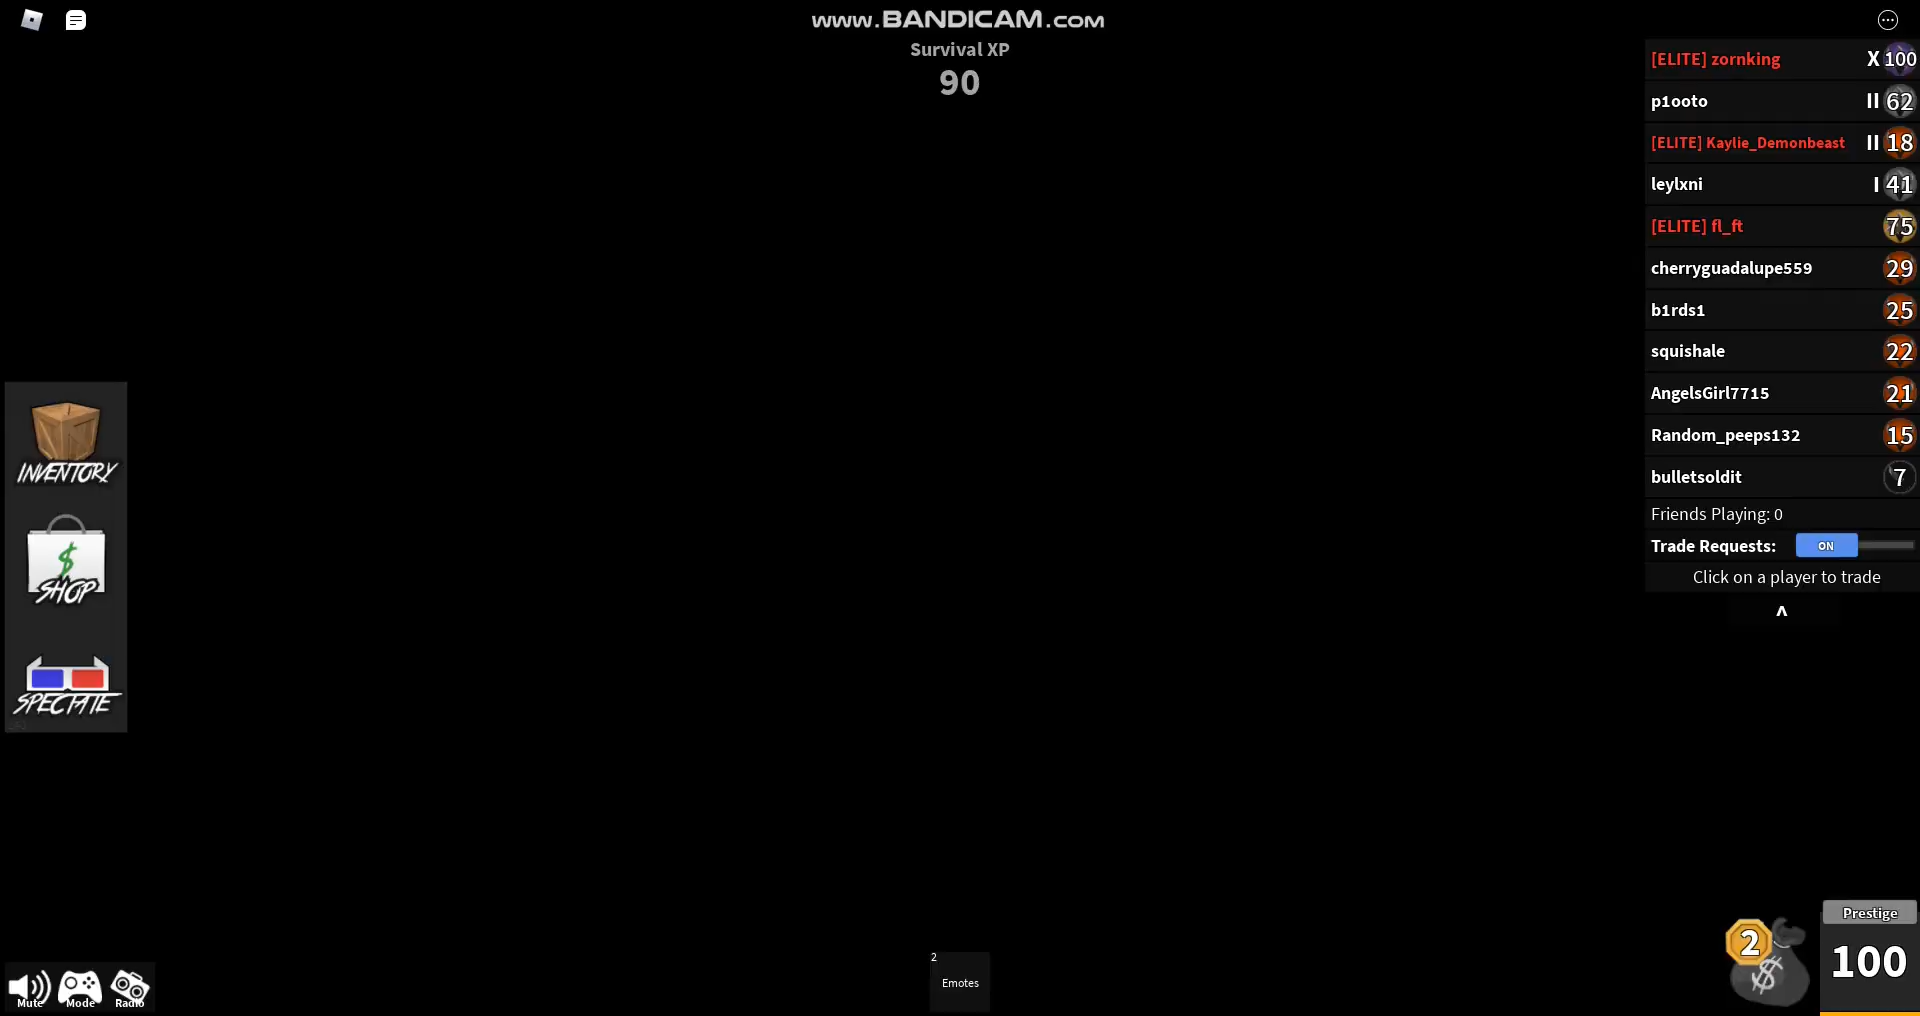 www.BANDICAM.com
Survival XP
90
[ELITE] zornking X 100
p1ooto II 62
[ELITE] Kaylie_Demonbeast II 18
leylxni I 41
[ELITE] fl_ft 75
cherryguadalupe559 29
b1rds1 25
squishale 22
AngelsGirl7715 21
Random_peeps132 15
bulletsoldit 7
Friends Playing: 0
Trade Requests: ON
Click on a player to trade
^
INVENTORY
$
SHOP
SPECTATE
Mute Mode Radio
2
Emotes
2
$
Prestige
100